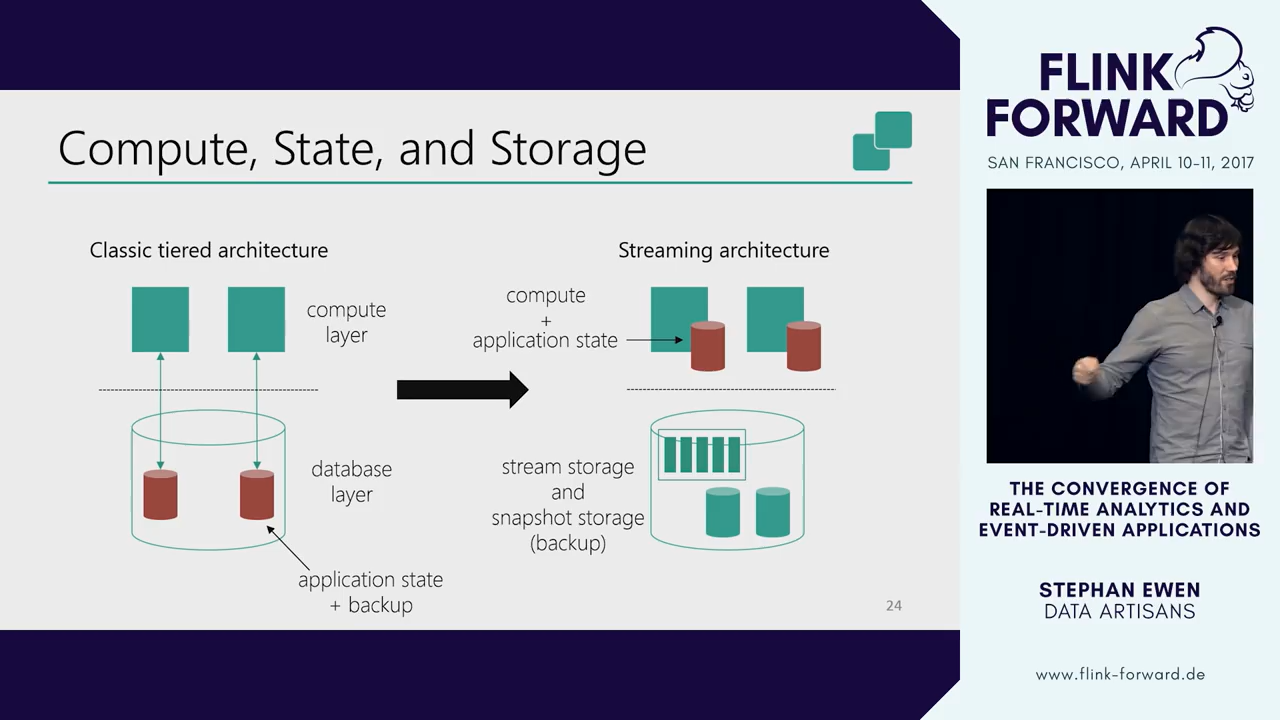 Compute, State, and Storage
Classic tiered architecture
compute
layer
database
layer
application state
+ backup
Streaming architecture
compute
+
application state
stream storage
and
snapshot storage
(backup)
24
FLINK
FORWARD
SAN FRANCISCO, APRIL 10-11, 2017
THE CONVERGENCE OF
REAL-TIME ANALYTICS AND
EVENT-DRIVEN APPLICATIONS
STEPHAN EWEN
DATA ARTISANS
www.flink-forward.de